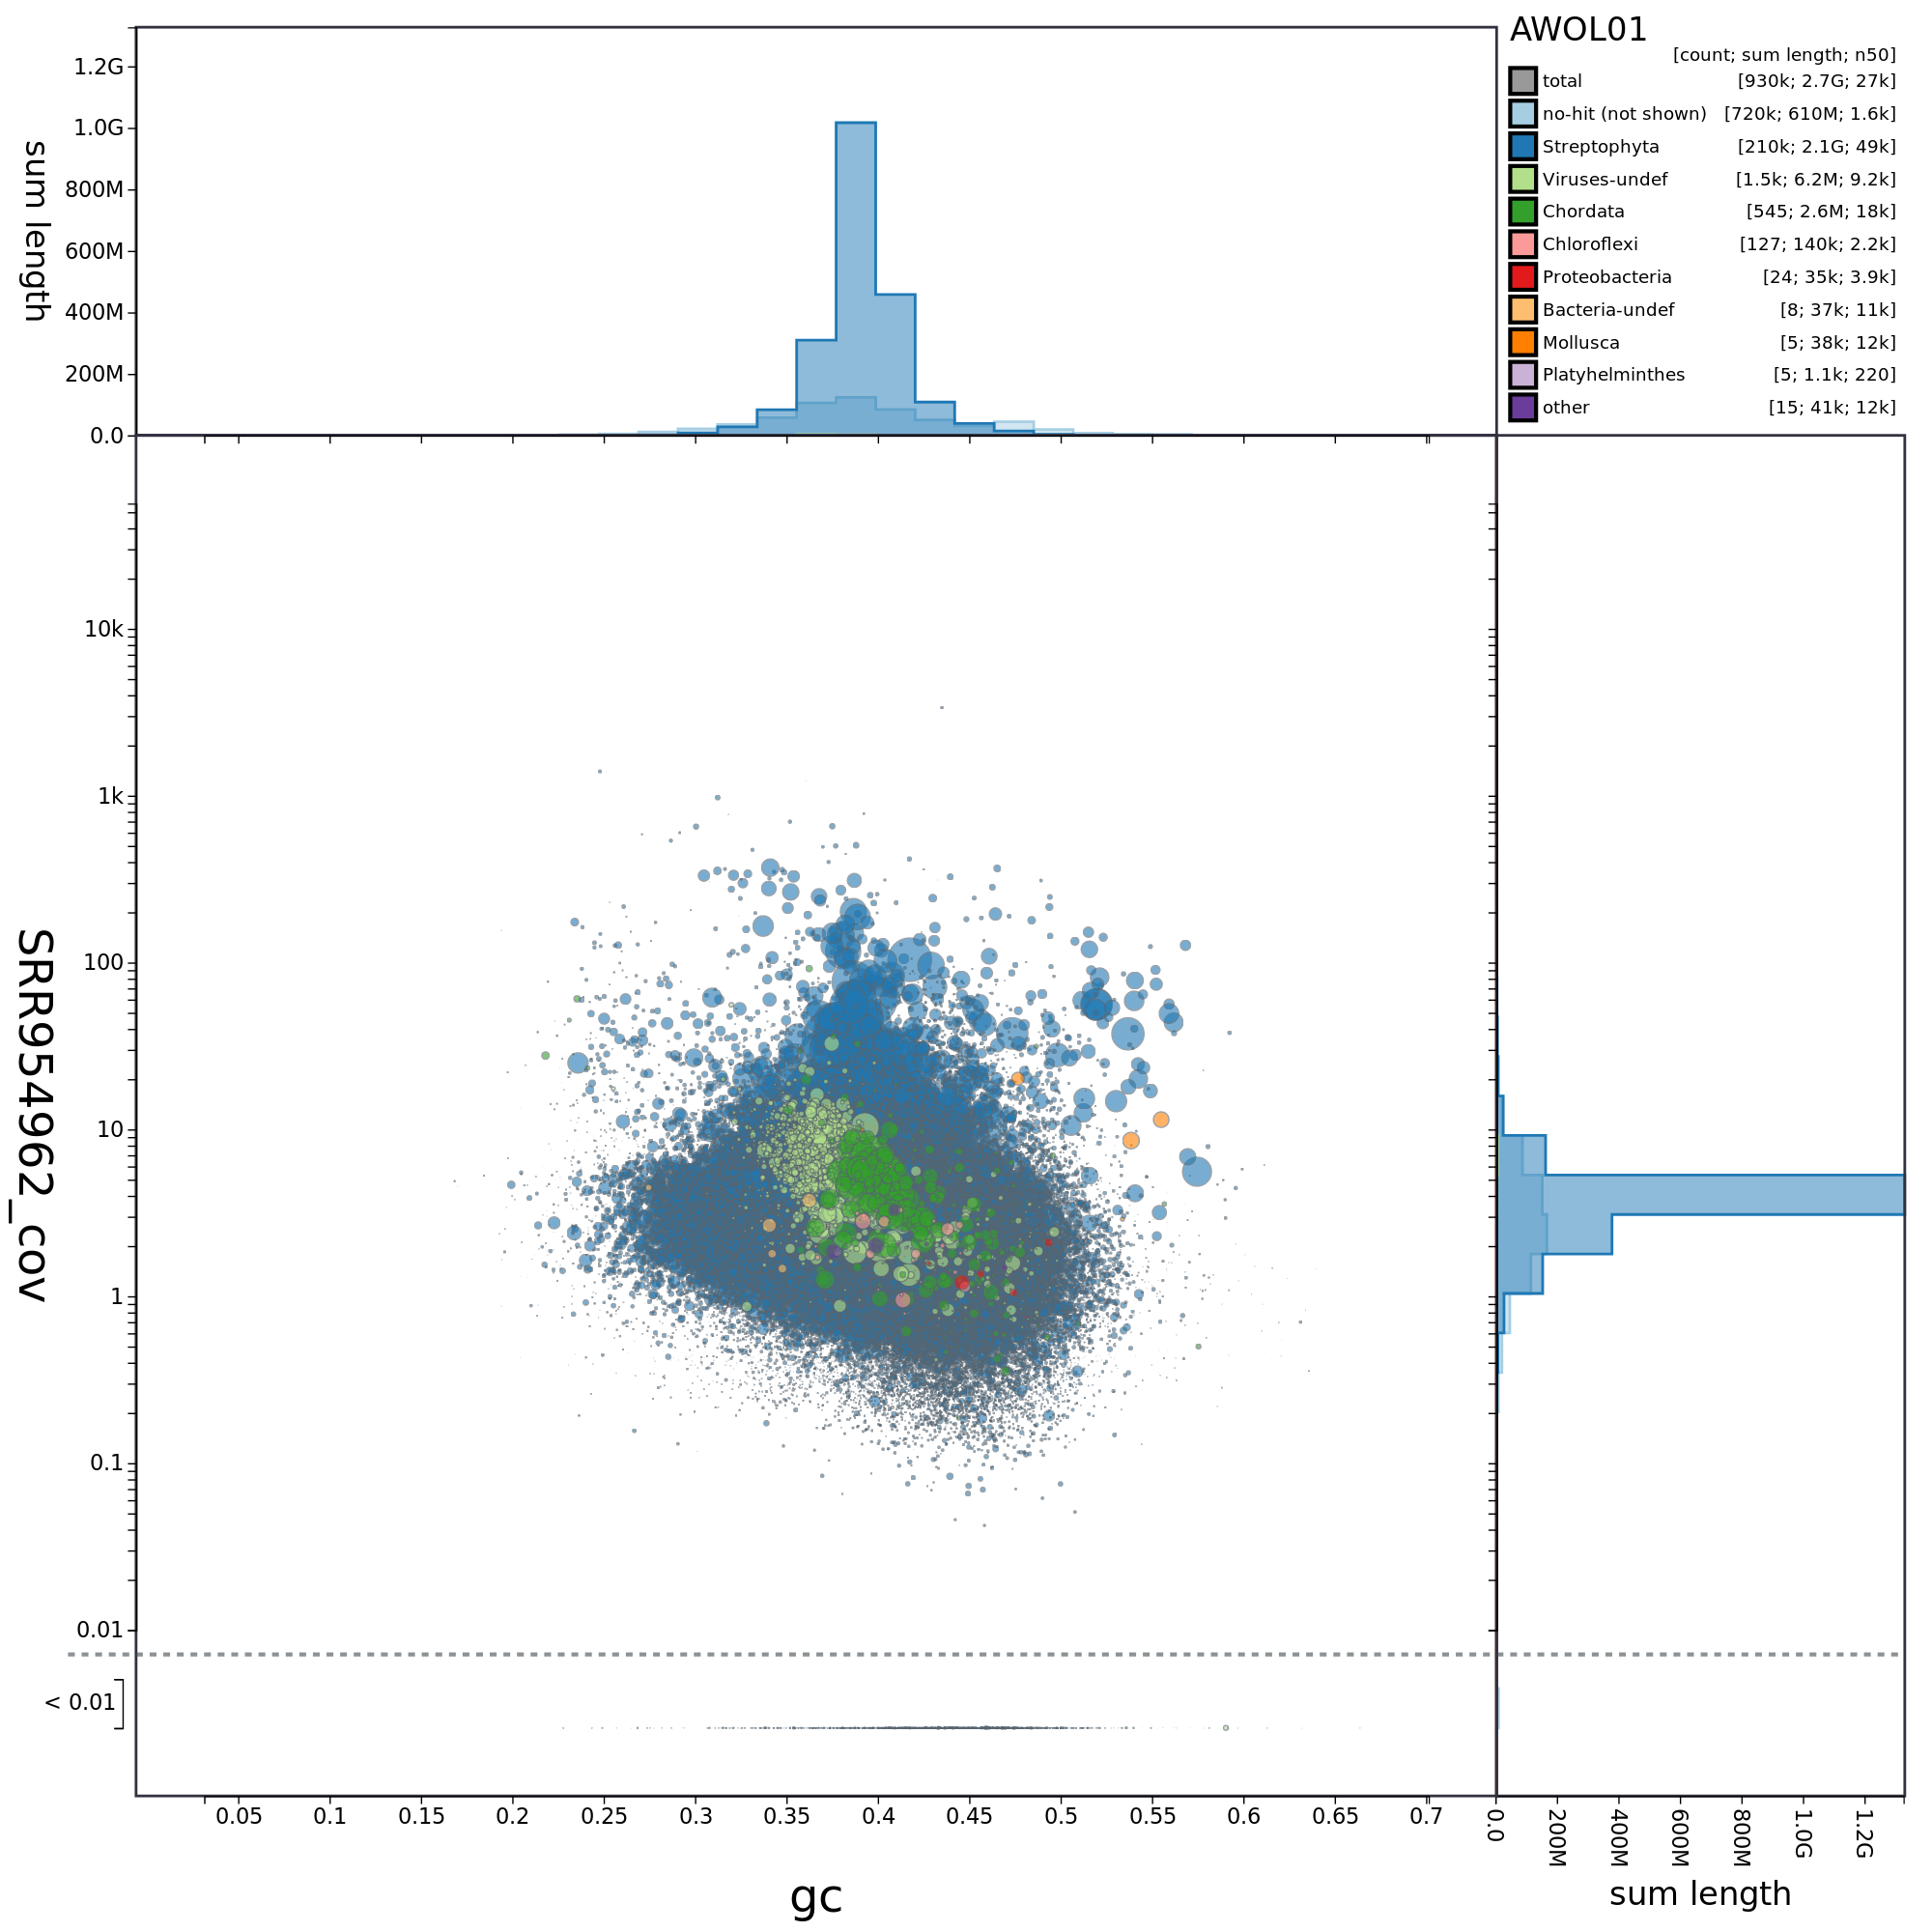 AWOL01
[count; sum length; n50]
total [930k; 2.7G; 27k]
no-hit (not shown) [720k; 610M; 1.6k]
Streptophyta [210k; 2.1G; 49k]
Viruses-undef [1.5k; 6.2M; 9.2k]
Chordata [545; 2.6M; 18k]
Chloroflexi [127; 140k; 2.2k]
Proteobacteria [24; 35k; 3.9k]
Bacteria-undef [8; 37k; 11k]
Mollusca [5; 38k; 12k]
Platyhelminthes [5; 1.1k; 220]
other [15; 41k; 12k]
sum length
1.2G
1.0G
800M
600M
400M
200M
0.0
SRR954962_cov
10k
1k
100
10
1
0.1
0.01
< 0.01
0.05 0.1 0.15 0.2 0.25 0.3 0.35 0.4 0.45 0.5 0.55 0.6 0.65 0.7
gc
0.0 200M 400M 600M 800M 1.0G 1.2G
sum length